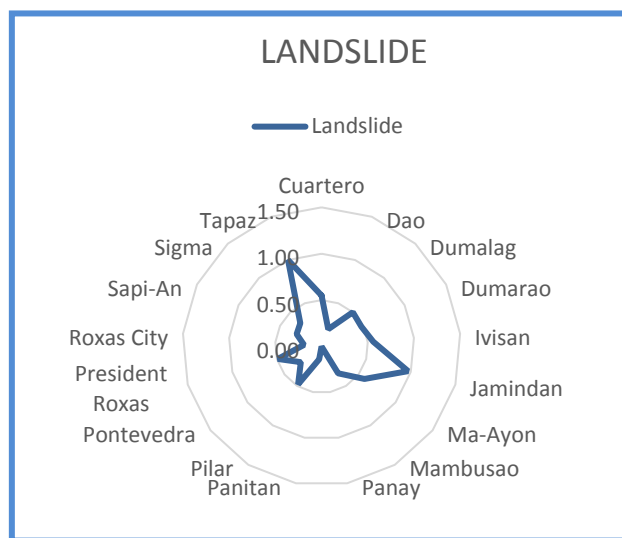 LANDSLIDE
Landslide
Cuartero
Dao
Dumalag
Dumarao
Ivisan
Jamindan
Ma-Ayon
Mambusao
Panay
Panitan
Pilar
Pontevedra
President
Roxas
Roxas City
Sapi-An
Sigma
Tapaz
1.50
1.00
0.50
0.00